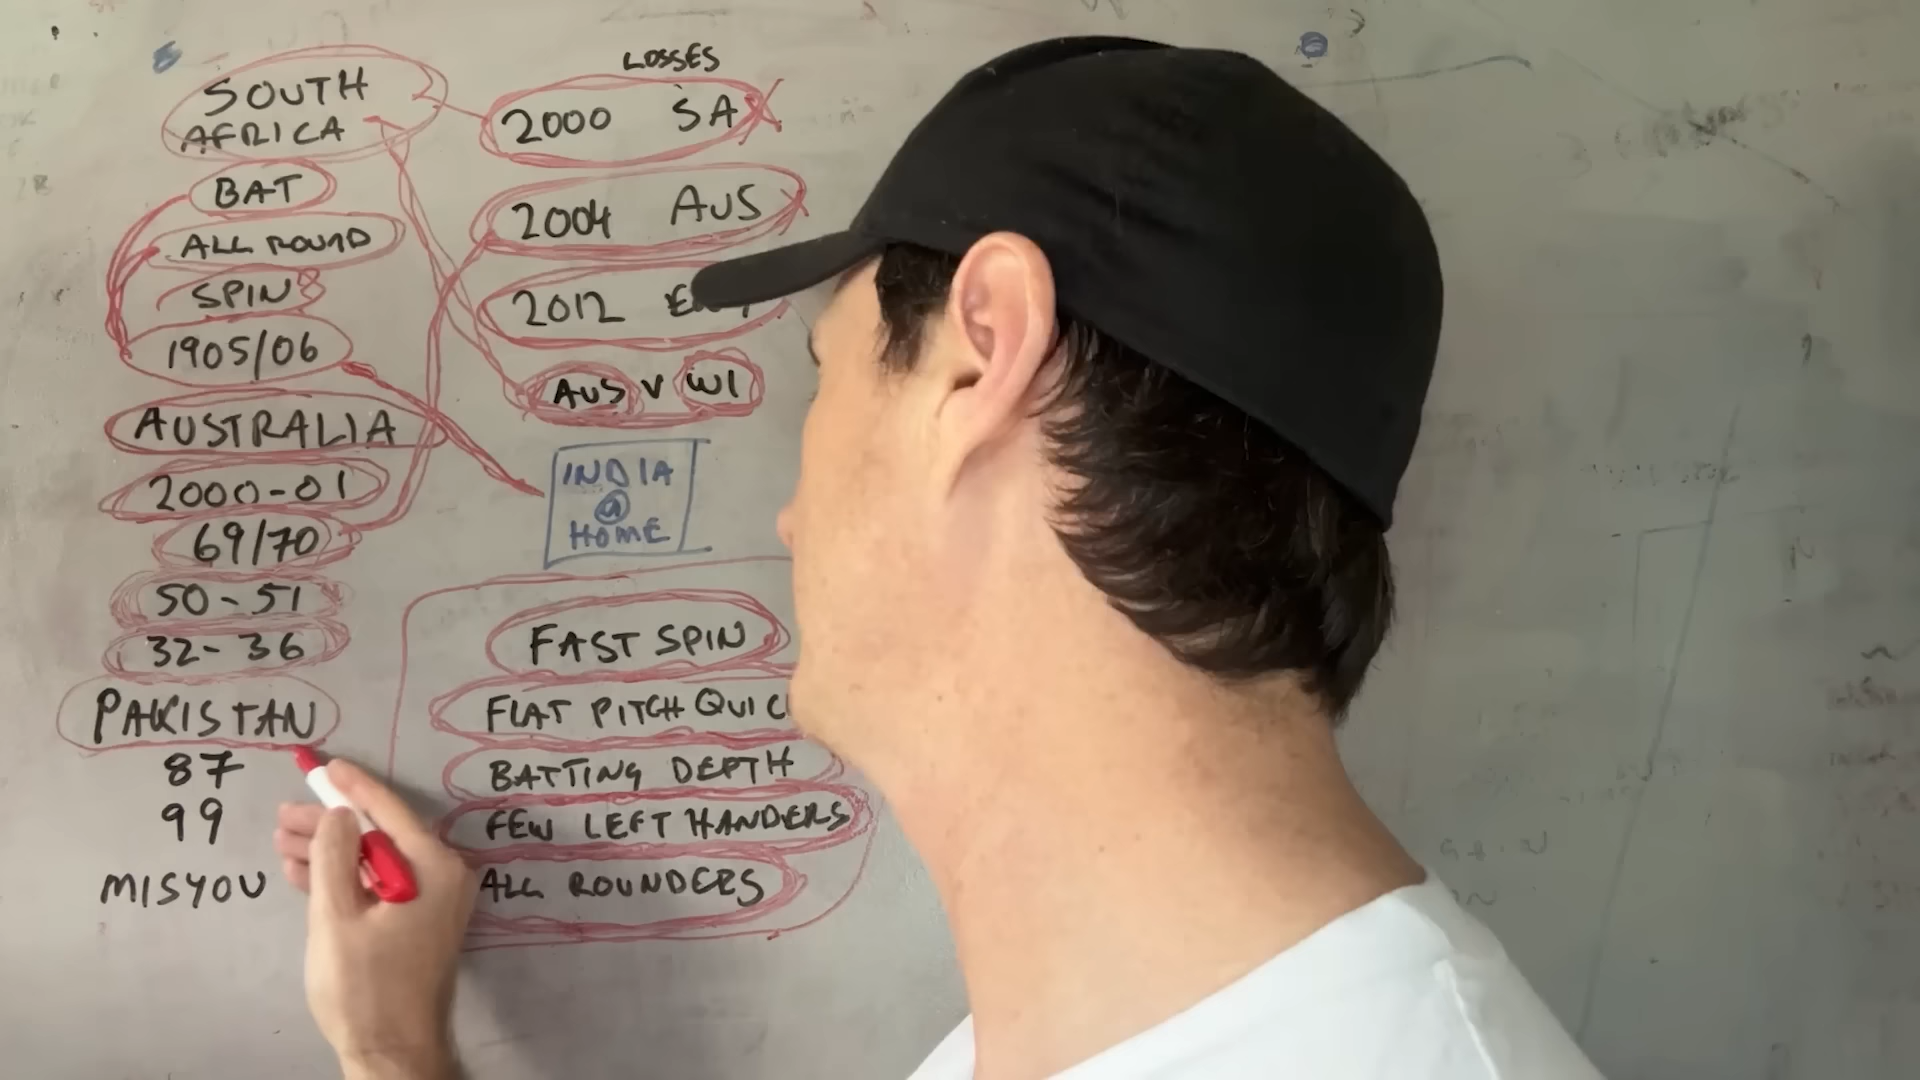 SOUTH
AFRICA
BAT
ALL ROUND
SPIN
1905/06
AUSTRALIA
2000-01
69/70
50-51
32-36
PAKISTAN
87
99
MISYOU
LOSSES
2000 SA
2004 AUS
2012
AUS V WI
INDIA
@
HOME
FAST SPIN
FLAT PITCH QUIC
BATTING DEPTH
FEW LEFT HANDERS
ALL ROUNDERS